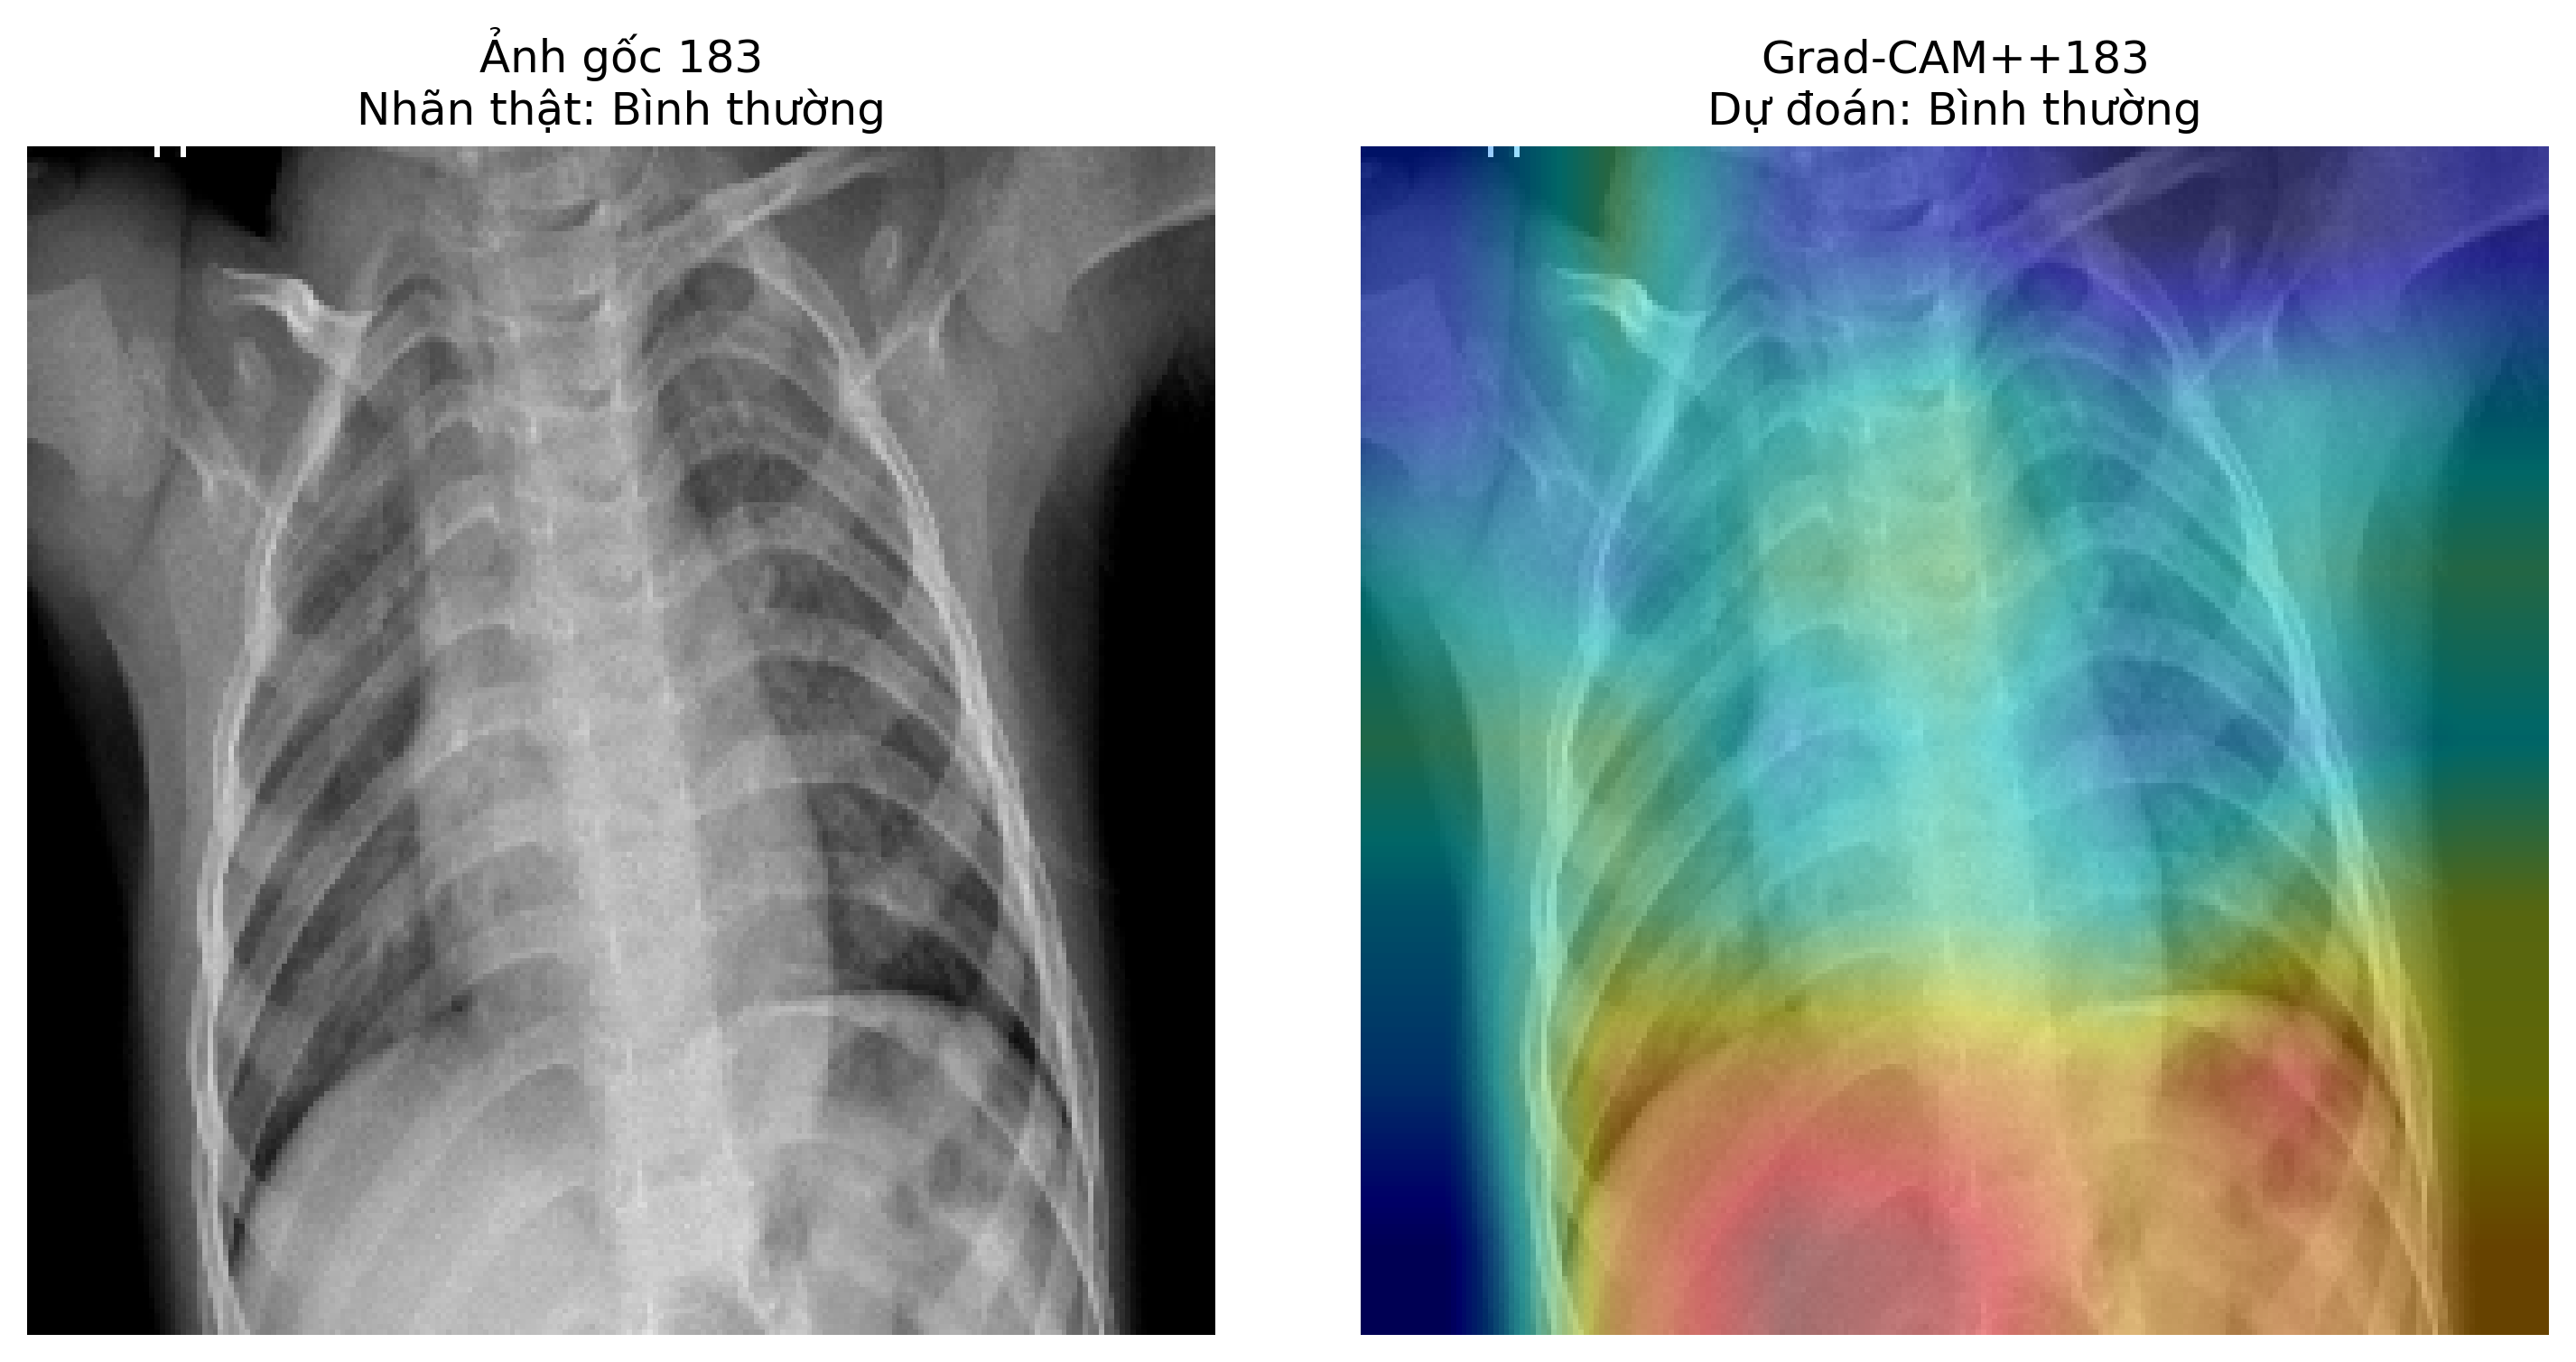 Ảnh gốc 183
Nhãn thật: Bình thường
Grad-CAM++183
Dự đoán: Bình thường